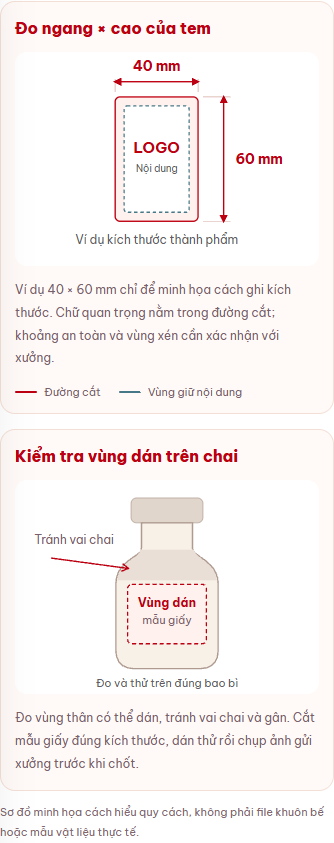 Đo ngang × cao của tem
40 mm
LOGO
Nội dung
60 mm
Ví dụ kích thước thành phẩm
Ví dụ 40 × 60 mm chỉ để minh họa cách ghi kích
thước. Chữ quan trọng nằm trong đường cắt;
khoảng an toàn và vùng xén cần xác nhận với
xưởng.
Đường cắt
Vùng giữ nội dung
Kiểm tra vùng dán trên chai
Tránh vai chai
Vùng dán
mẫu giấy
Đo và thử trên đúng bao bì
Đo vùng thân có thể dán, tránh vai chai và gân. Cắt
mẫu giấy đúng kích thước, dán thử rồi chụp ảnh gửi
xưởng trước khi chốt.
Sơ đồ minh họa cách hiểu quy cách, không phải file khuôn bế
hoặc mẫu vật liệu thực tế.